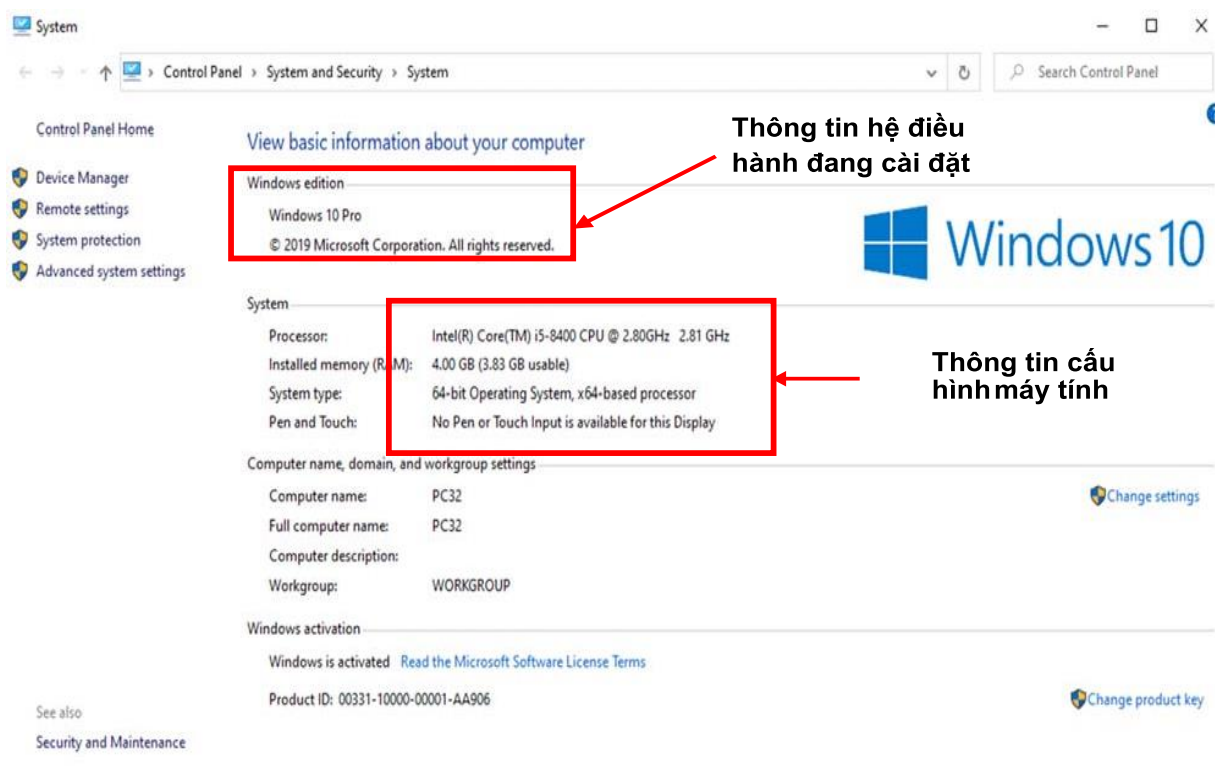 System
Control Panel > System and Security > System
Search Control Panel
Control Panel Home
Device Manager
Remote settings
System protection
Advanced system settings
See also
Security and Maintenance
View basic information about your computer
Thông tin hệ điều
hành đang cài đặt
Windows edition
Windows 10 Pro
© 2019 Microsoft Corporation. All rights reserved.
Windows 10
System
Processor: Intel(R) Core(TM) i5-8400 CPU @ 2.80GHz 2.81 GHz
Installed memory (RAM): 4.00 GB (3.83 GB usable)
System type: 64-bit Operating System, x64-based processor
Pen and Touch: No Pen or Touch Input is available for this Display
Thông tin cấu
hình máy tính
Computer name, domain, and workgroup settings
Computer name: PC32
Change settings
Full computer name: PC32
Computer description:
Workgroup: WORKGROUP
Windows activation
Windows is activated Read the Microsoft Software License Terms
Product ID: 00331-10000-00001-AA906
Change product key